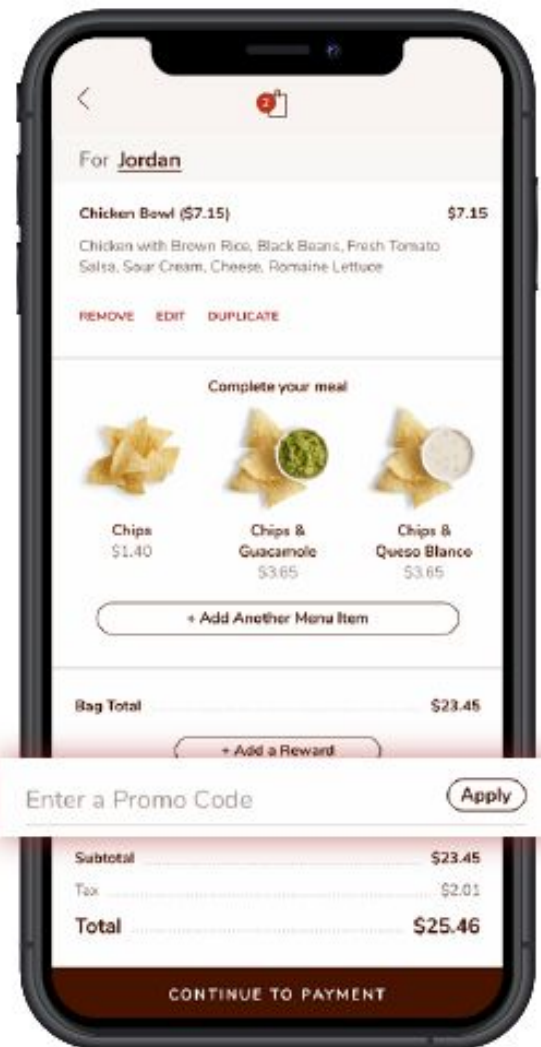 2
For Jordan
Chicken Bowl ($7.15) $7.15
Chicken with Brown Rice, Black Beans, Fresh Tomato
Salsa, Sour Cream, Cheese, Romaine Lettuce
REMOVE EDIT DUPLICATE
Complete your meal
Chips Chips & Chips &
$1.40 Guacamole Queso Blanco
$3.65 $3.65
+ Add Another Menu Item
Bag Total $23.45
+ Add a Reward
Enter a Promo Code Apply
Subtotal $23.45
Tax $2.01
Total $25.46
CONTINUE TO PAYMENT